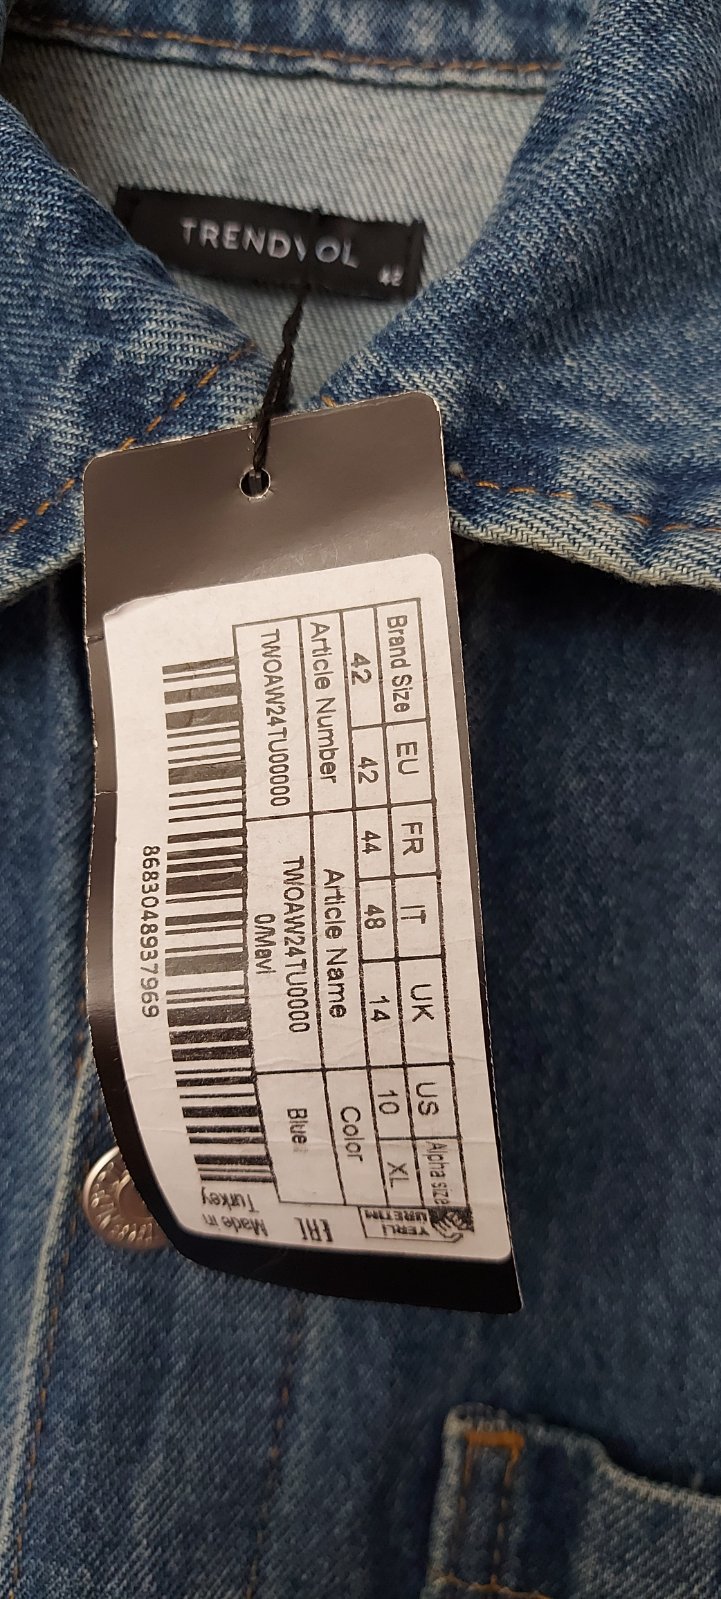 TRENDYOL
42
Brand Size EU FR IT UK US Alpha size
42 42 44 48 14 10 XL
Article Number Article Name Color
TWOAW24TU00000 TWOAW24TU0000 Blue
0/Mavi
8683048937969
YERLİ
ÜRETİM
EAC
Made in
Turkey